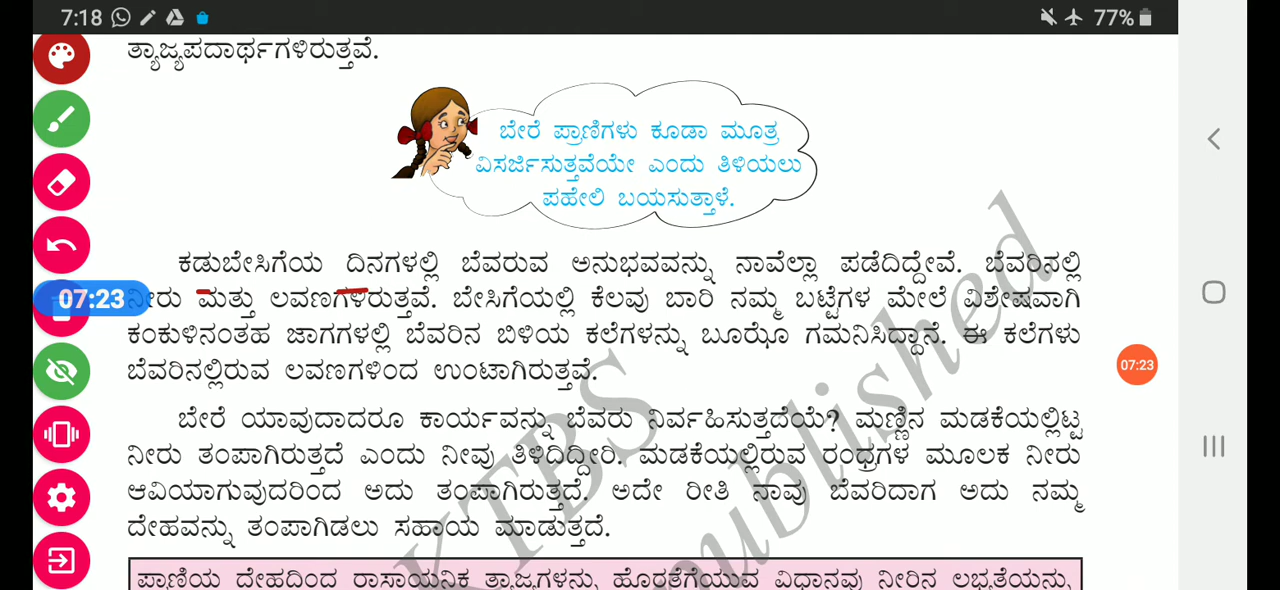 7:18
77%
ತ್ಯಾಜ್ಯಪದಾರ್ಥಗಳಿರುತ್ತವೆ.
ಬೇರೆ ಪ್ರಾಣಿಗಳು ಕೂಡಾ ಮೂತ್ರ
ವಿಸರ್ಜಿಸುತ್ತವೆಯೇ ಎಂದು ತಿಳಿಯಲು
ಪಹೇಲಿ ಬಯಸುತ್ತಾಳೆ.
ಕಡುಬೇಸಿಗೆಯ ದಿನಗಳಲ್ಲಿ ಬೆವರುವ ಅನುಭವವನ್ನು ನಾವೆಲ್ಲಾ ಪಡೆದಿದ್ದೇವೆ. ಬೆವರಿನಲ್ಲಿ
ನೀರು ಮತ್ತು ಲವಣಗಳಿರುತ್ತವೆ. ಬೇಸಿಗೆಯಲ್ಲಿ ಕೆಲವು ಬಾರಿ ನಮ್ಮ ಬಟ್ಟೆಗಳ ಮೇಲೆ ವಿಶೇಷವಾಗಿ
07:23
ಕಂಕುಳಿನಂತಹ ಜಾಗಗಳಲ್ಲಿ ಬೆವರಿನ ಬಿಳಿಯ ಕಲೆಗಳನ್ನು ಬೂಝೊ ಗಮನಿಸಿದ್ದಾನೆ. ಈ ಕಲೆಗಳು
ಬೆವರಿನಲ್ಲಿರುವ ಲವಣಗಳಿಂದ ಉಂಟಾಗಿರುತ್ತವೆ.
07:23
ಬೇರೆ ಯಾವುದಾದರೂ ಕಾರ್ಯವನ್ನು ಬೆವರು ನಿರ್ವಹಿಸುತ್ತದೆಯೆ? ಮಣ್ಣಿನ ಮಡಕೆಯಲ್ಲಿಟ್ಟ
ನೀರು ತಂಪಾಗಿರುತ್ತದೆ ಎಂದು ನೀವು ತಿಳಿದಿದ್ದೀರಿ. ಮಡಕೆಯಲ್ಲಿರುವ ರಂಧ್ರಗಳ ಮೂಲಕ ನೀರು
ಆವಿಯಾಗುವುದರಿಂದ ಅದು ತಂಪಾಗಿರುತ್ತದೆ. ಅದೇ ರೀತಿ ನಾವು ಬೆವರಿದಾಗ ಅದು ನಮ್ಮ
ದೇಹವನ್ನು ತಂಪಾಗಿಡಲು ಸಹಾಯ ಮಾಡುತ್ತದೆ.
ಪ್ರಾಣಿಯ ದೇಹದಿಂದ ರಾಸಾಯನಿಕ ತ್ಯಾಜ್ಯಗಳನ್ನು ಹೊರತೆಗೆಯುವ ವಿಧಾನವು ನೀರಿನ ಲಭ್ಯತೆಯನ್ನು
KTBS
published